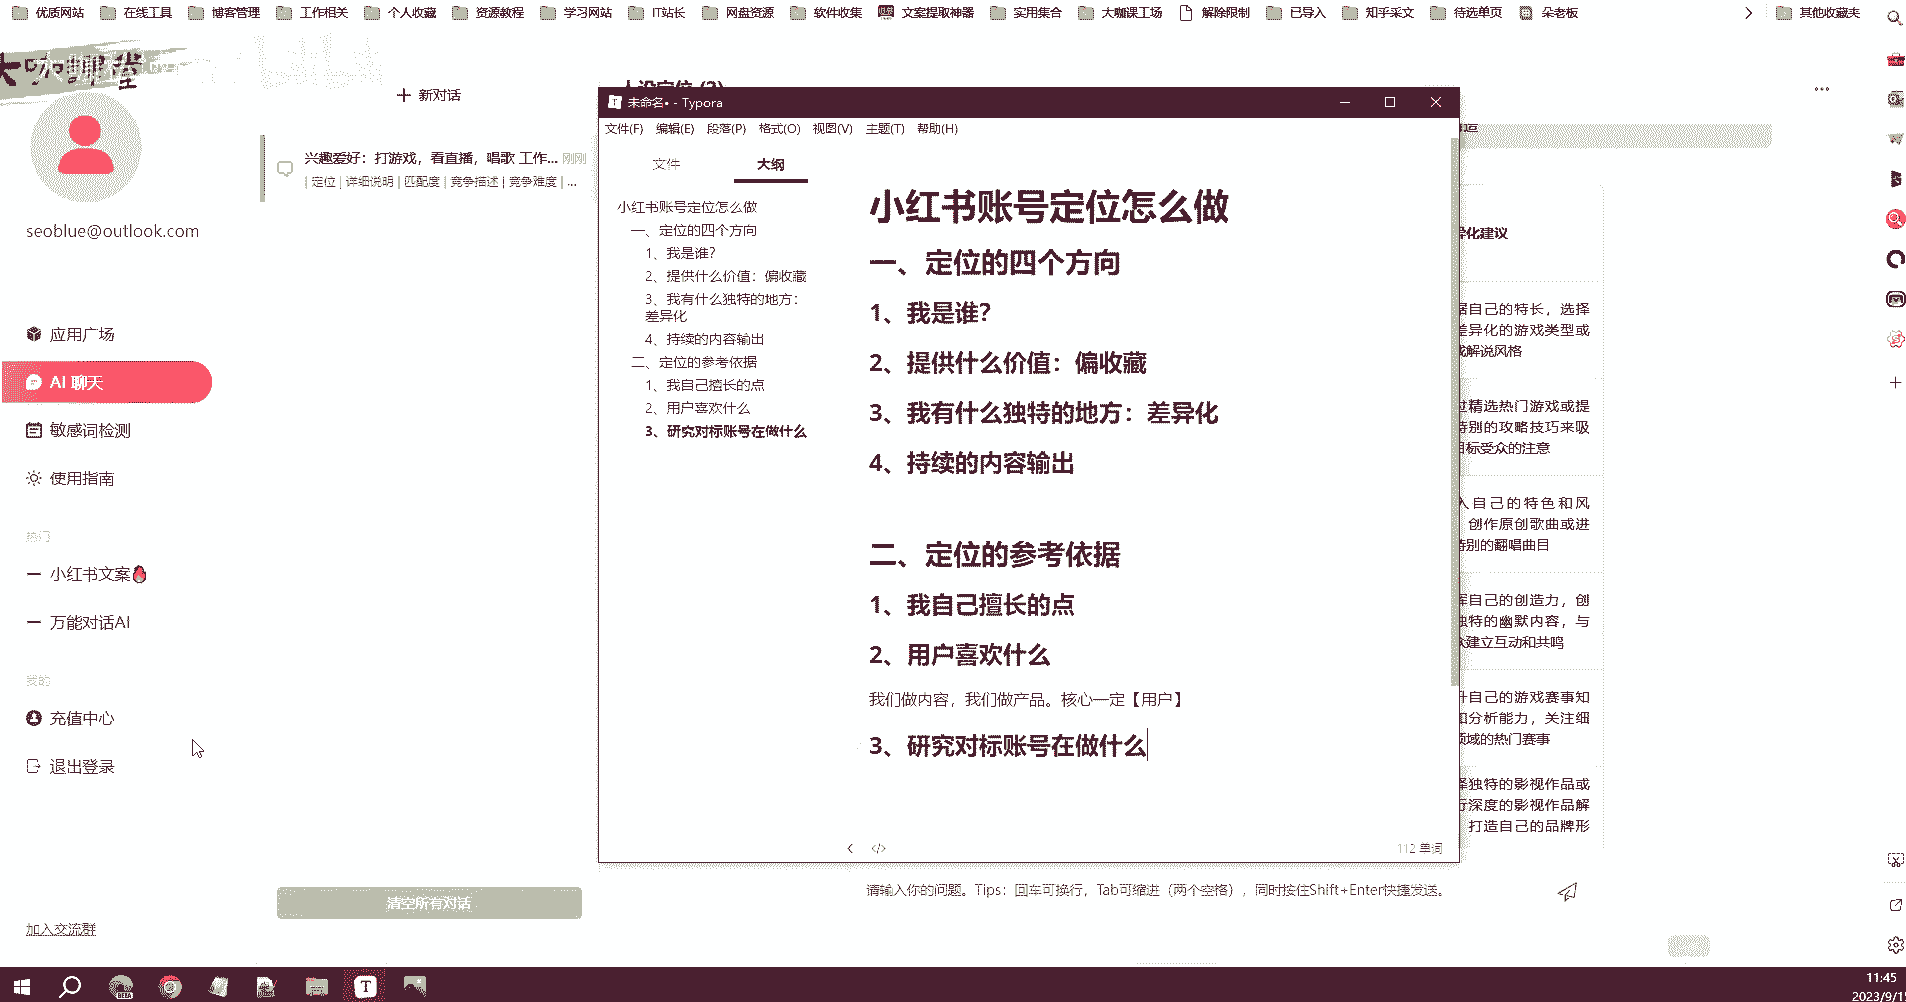 优质网站 在线工具 博客管理 工作相关 个人收藏 资源教程 学习网站 IT站长 网盘资源 软件收集 文案提取神器 实用集合 大咖课工场 解除限制 已导入 知乎采文 待选单页 朵老板 其他收藏夹
大咖课堂
seoblue@outlook.com
应用广场
AI 聊天
敏感词检测
使用指南
热门
小红书文案
万能对话AI
我的
充值中心
退出登录
加入交流群
新对话
兴趣爱好：打游戏，看直播，唱歌 工作... 刚刚
| 定位 | 详细说明 | 匹配度 | 竞争描述 | 竞争难度 | ...
清空所有对话
人设定位
未命名• - Typora
文件(F) 编辑(E) 段落(P) 格式(O) 视图(V) 主题(T) 帮助(H)
文件 大纲
小红书账号定位怎么做
一、定位的四个方向
1、我是谁?
2、提供什么价值：偏收藏
3、我有什么独特的地方：
差异化
4、持续的内容输出
二、定位的参考依据
1、我自己擅长的点
2、用户喜欢什么
3、研究对标账号在做什么
小红书账号定位怎么做
一、定位的四个方向
1、我是谁?
2、提供什么价值：偏收藏
3、我有什么独特的地方：差异化
4、持续的内容输出
二、定位的参考依据
1、我自己擅长的点
2、用户喜欢什么
我们做内容，我们做产品。核心一定【用户】
3、研究对标账号在做什么
112 单词
化建议
自己的特长，选择
差异化的游戏类型或
解说风格
精选热门游戏或提
特别的攻略技巧来吸
目标受众的注意
入自己的特色和风
创作原创歌曲或进
特别的翻唱曲目
自己的创造力，创
独特的幽默内容，与
建立互动和共鸣
自己的游戏赛事知
和分析能力，关注细
领域的热门赛事
择独特的影视作品或
行深度的影视作品解
打造自己的品牌形
请输入你的问题。Tips：回车可换行，Tab可缩进（两个空格），同时按住Shift+Enter快捷发送。
11:45
2023/9/1